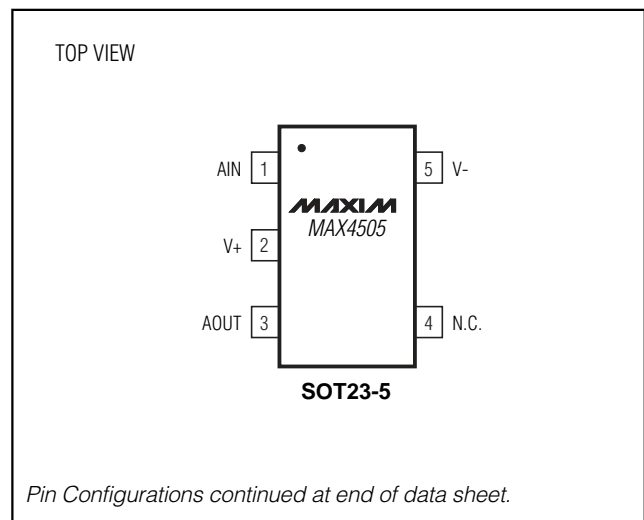 TOP VIEW
AIN 1
5 V-
MAXIM
MAX4505
V+ 2
AOUT 3
4 N.C.
SOT23-5
Pin Configurations continued at end of data sheet.